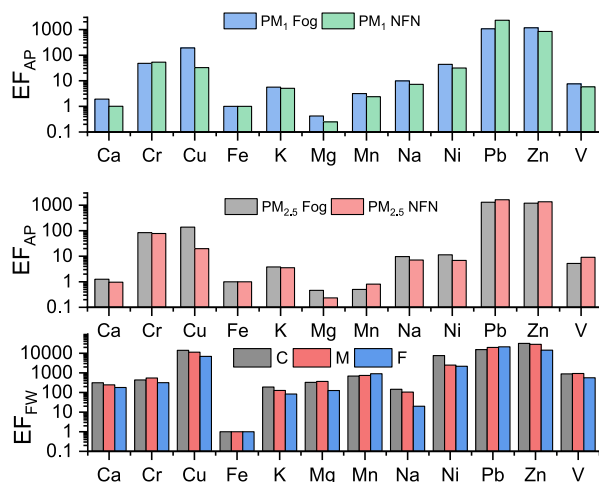 PM₁ Fog PM₁ NFN
EF_AP
1000
100
10
1
0.1
Ca Cr Cu Fe K Mg Mn Na Ni Pb Zn V
PM₂.₅ Fog PM₂.₅ NFN
EF_AP
1000
100
10
1
0.1
Ca Cr Cu Fe K Mg Mn Na Ni Pb Zn V
C M F
EF_FW
10000
1000
100
10
1
0.1
Ca Cr Cu Fe K Mg Mn Na Ni Pb Zn V